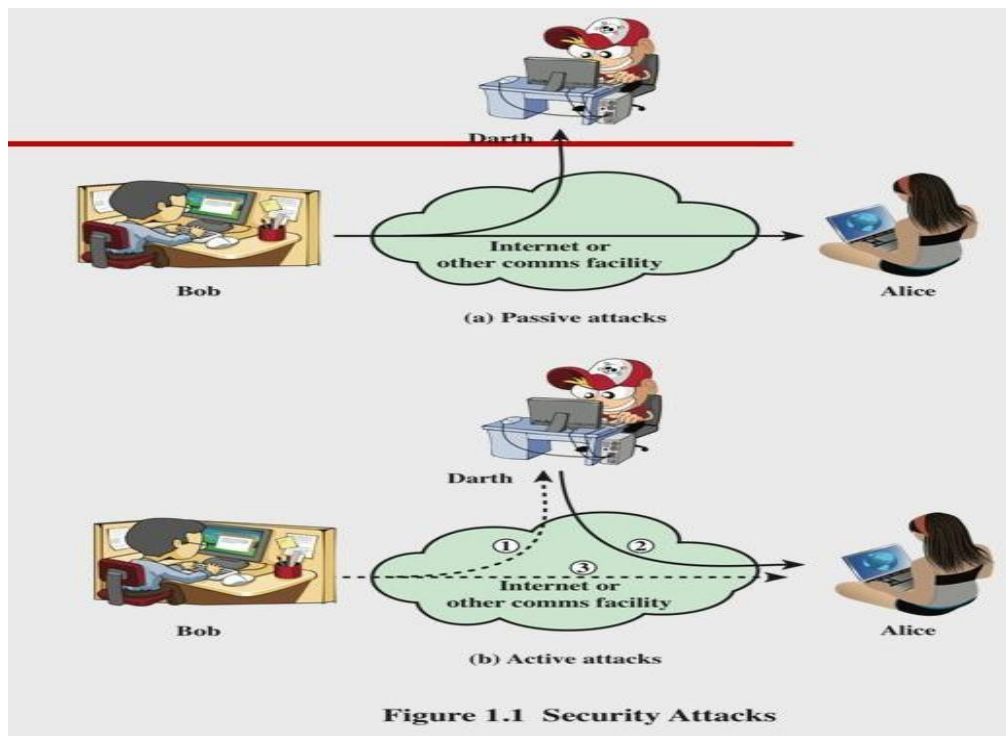 Darth
Internet or
other comms facility
Bob
Alice
(a) Passive attacks
Darth
1
2
3
Internet or
other comms facility
Bob
Alice
(b) Active attacks
Figure 1.1 Security Attacks